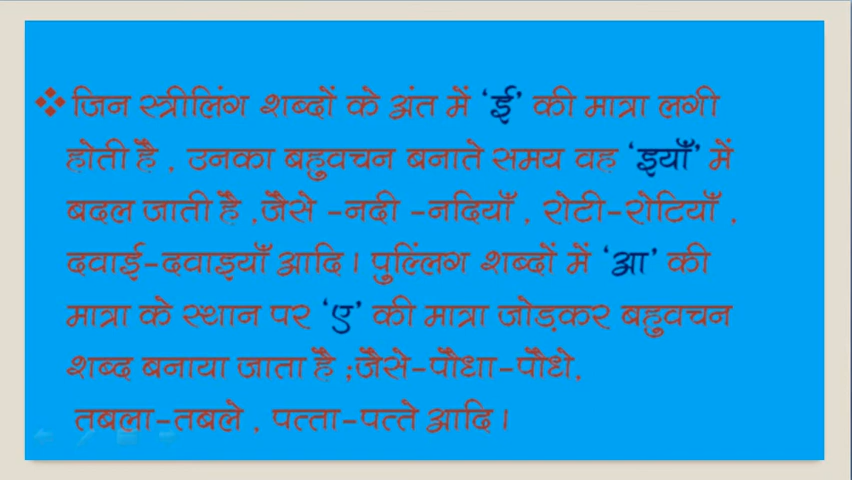 ❖ जिन स्त्रीलिंग शब्दों के अंत में ‘ई’ की मात्रा लगी
होती है , उनका बहुवचन बनाते समय वह ‘इयाँ’ में
बदल जाती है ,जैसे -नदी -नदियाँ , रोटी-रोटियाँ ,
दवाई-दवाइयाँ आदि । पुल्लिंग शब्दों में ‘आ’ की
मात्रा के स्थान पर ‘ए’ की मात्रा जोड़कर बहुवचन
शब्द बनाया जाता है ;जैसे-पौधा-पौधे,
तबला-तबले , पत्ता-पत्ते आदि ।